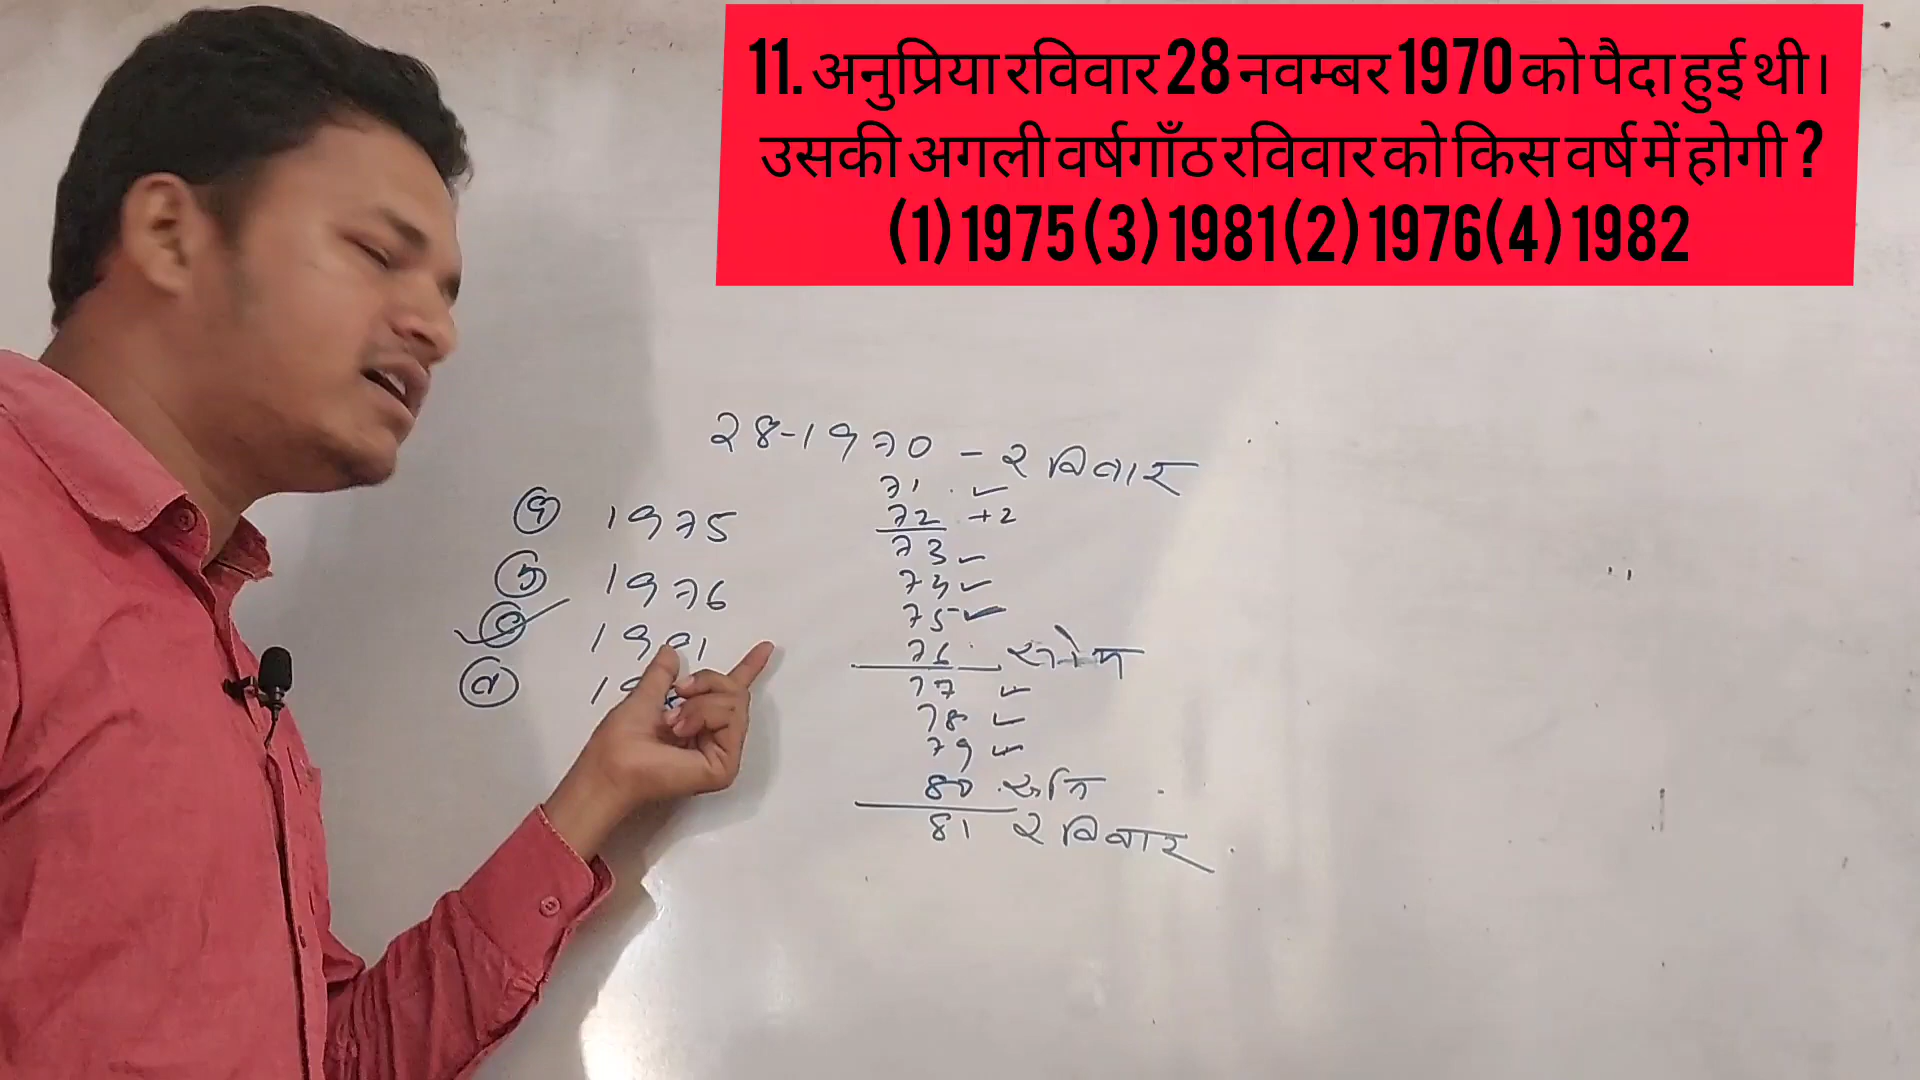 11. अनुप्रिया रविवार 28 नवम्बर 1970 को पैदा हुई थी।
उसकी अगली वर्षगाँठ रविवार को किस वर्ष में होगी ?
(1) 1975 (3) 1981 (2) 1976 (4) 1982
28-1970 - रविवार
71 ✓
72 +2
73 ✓
74 ✓
75 ✓
76 सोम
77 ✓
78 ✓
79 ✓
80 शनि
81 रविवार
1975
1976
1981